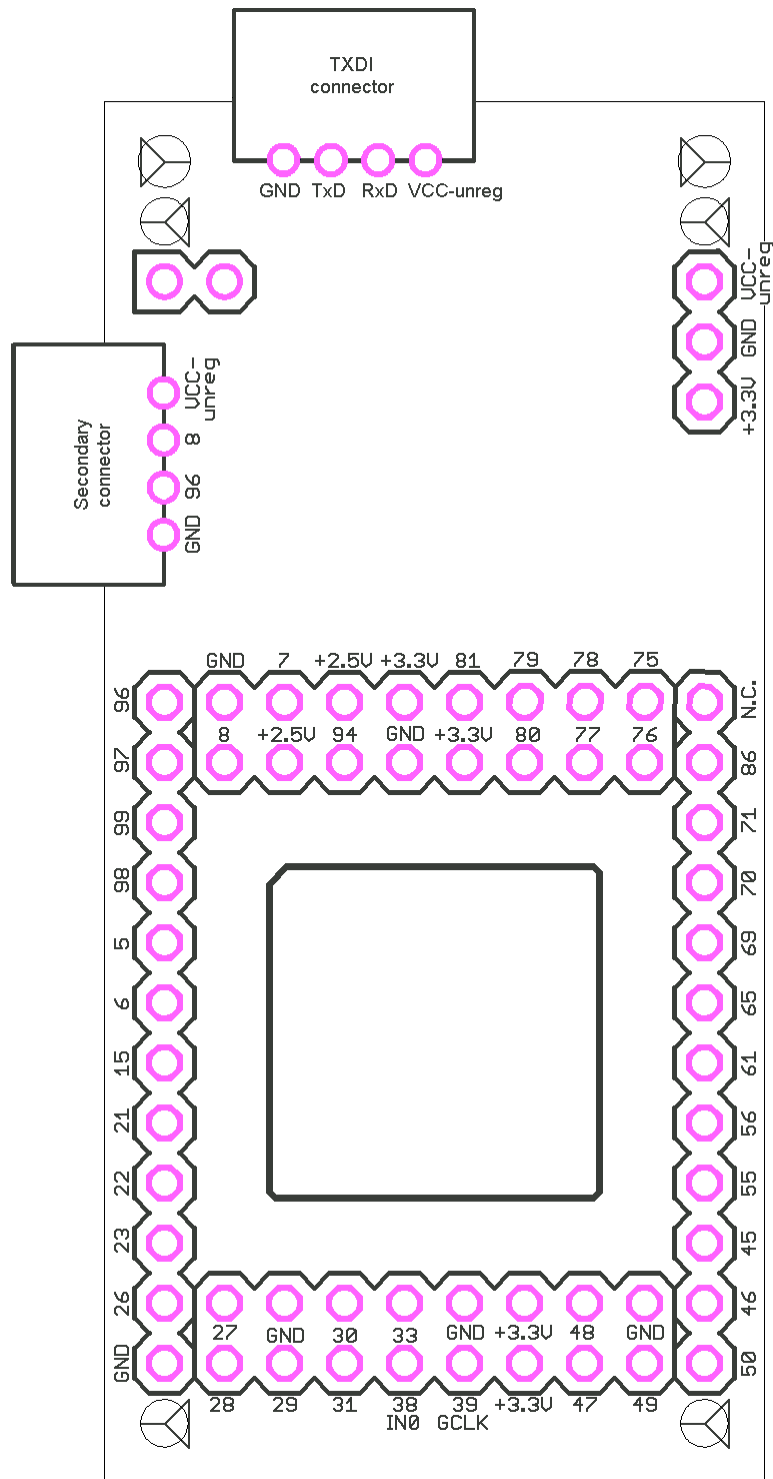 TXDI
connector
GND TxD RxD VCC-unreg
VCC-
unreg
GND
+3.3V
VCC-
unreg
8
96
GND
Secondary
connector
GND 7 +2.5V +3.3V 81 79 78 75
8 +2.5V 94 GND +3.3V 80 77 76
96
97
99
98
5
6
15
21
22
23
26
GND
N.C.
86
71
70
69
65
61
56
55
45
46
50
27 GND 30 33 GND +3.3V 48 GND
28 29 31 38 39 +3.3V 47 49
IN0 GCLK